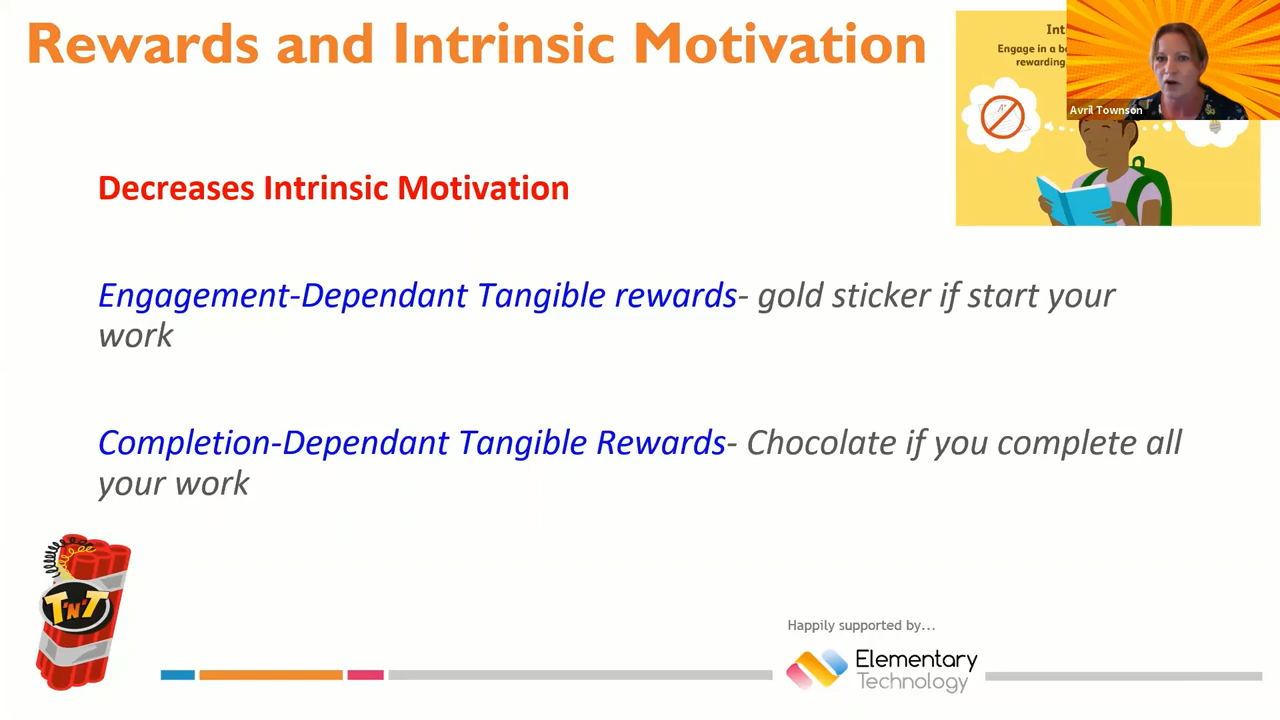 Rewards and Intrinsic Motivation
Int
Engage in a b
rewarding
A+
Avril Townson
Decreases Intrinsic Motivation
Engagement-Dependant Tangible rewards- gold sticker if start your
work
Completion-Dependant Tangible Rewards- Chocolate if you complete all
your work
T'N'T
Happily supported by...
Elementary
Technology